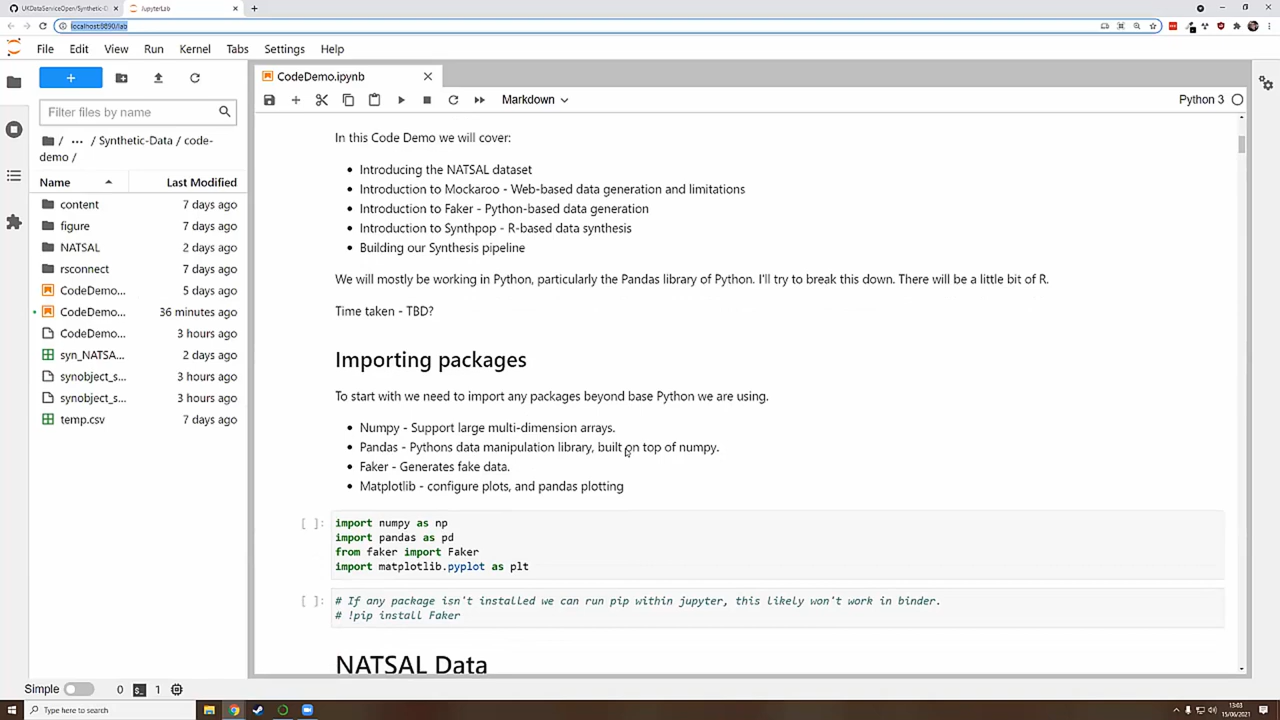 UKDataServiceOpen/Synthetic-D
JupyterLab
localhost:8890/lab
File Edit View Run Kernel Tabs Settings Help
CodeDemo.ipynb
Markdown
Python 3
Filter files by name
/ ... / Synthetic-Data / code-
demo /
Name Last Modified
content 7 days ago
figure 7 days ago
NATSAL 2 days ago
rsconnect 7 days ago
CodeDemo... 5 days ago
CodeDemo... 36 minutes ago
CodeDemo... 3 hours ago
syn_NATSA... 2 days ago
synobject_s... 3 hours ago
synobject_s... 3 hours ago
temp.csv 7 days ago
In this Code Demo we will cover:
• Introducing the NATSAL dataset
• Introduction to Mockaroo - Web-based data generation and limitations
• Introduction to Faker - Python-based data generation
• Introduction to Synthpop - R-based data synthesis
• Building our Synthesis pipeline
We will mostly be working in Python, particularly the Pandas library of Python. I'll try to break this down. There will be a little bit of R.
Time taken - TBD?
Importing packages
To start with we need to import any packages beyond base Python we are using.
• Numpy - Support large multi-dimension arrays.
• Pandas - Pythons data manipulation library, built on top of numpy.
• Faker - Generates fake data.
• Matplotlib - configure plots, and pandas plotting
[ ]: import numpy as np
import pandas as pd
from faker import Faker
import matplotlib.pyplot as plt
[ ]: # If any package isn't installed we can run pip within jupyter, this likely won't work in binder.
# !pip install Faker
NATSAL Data
Simple 0 1
Type here to search
13:03
15/06/2021